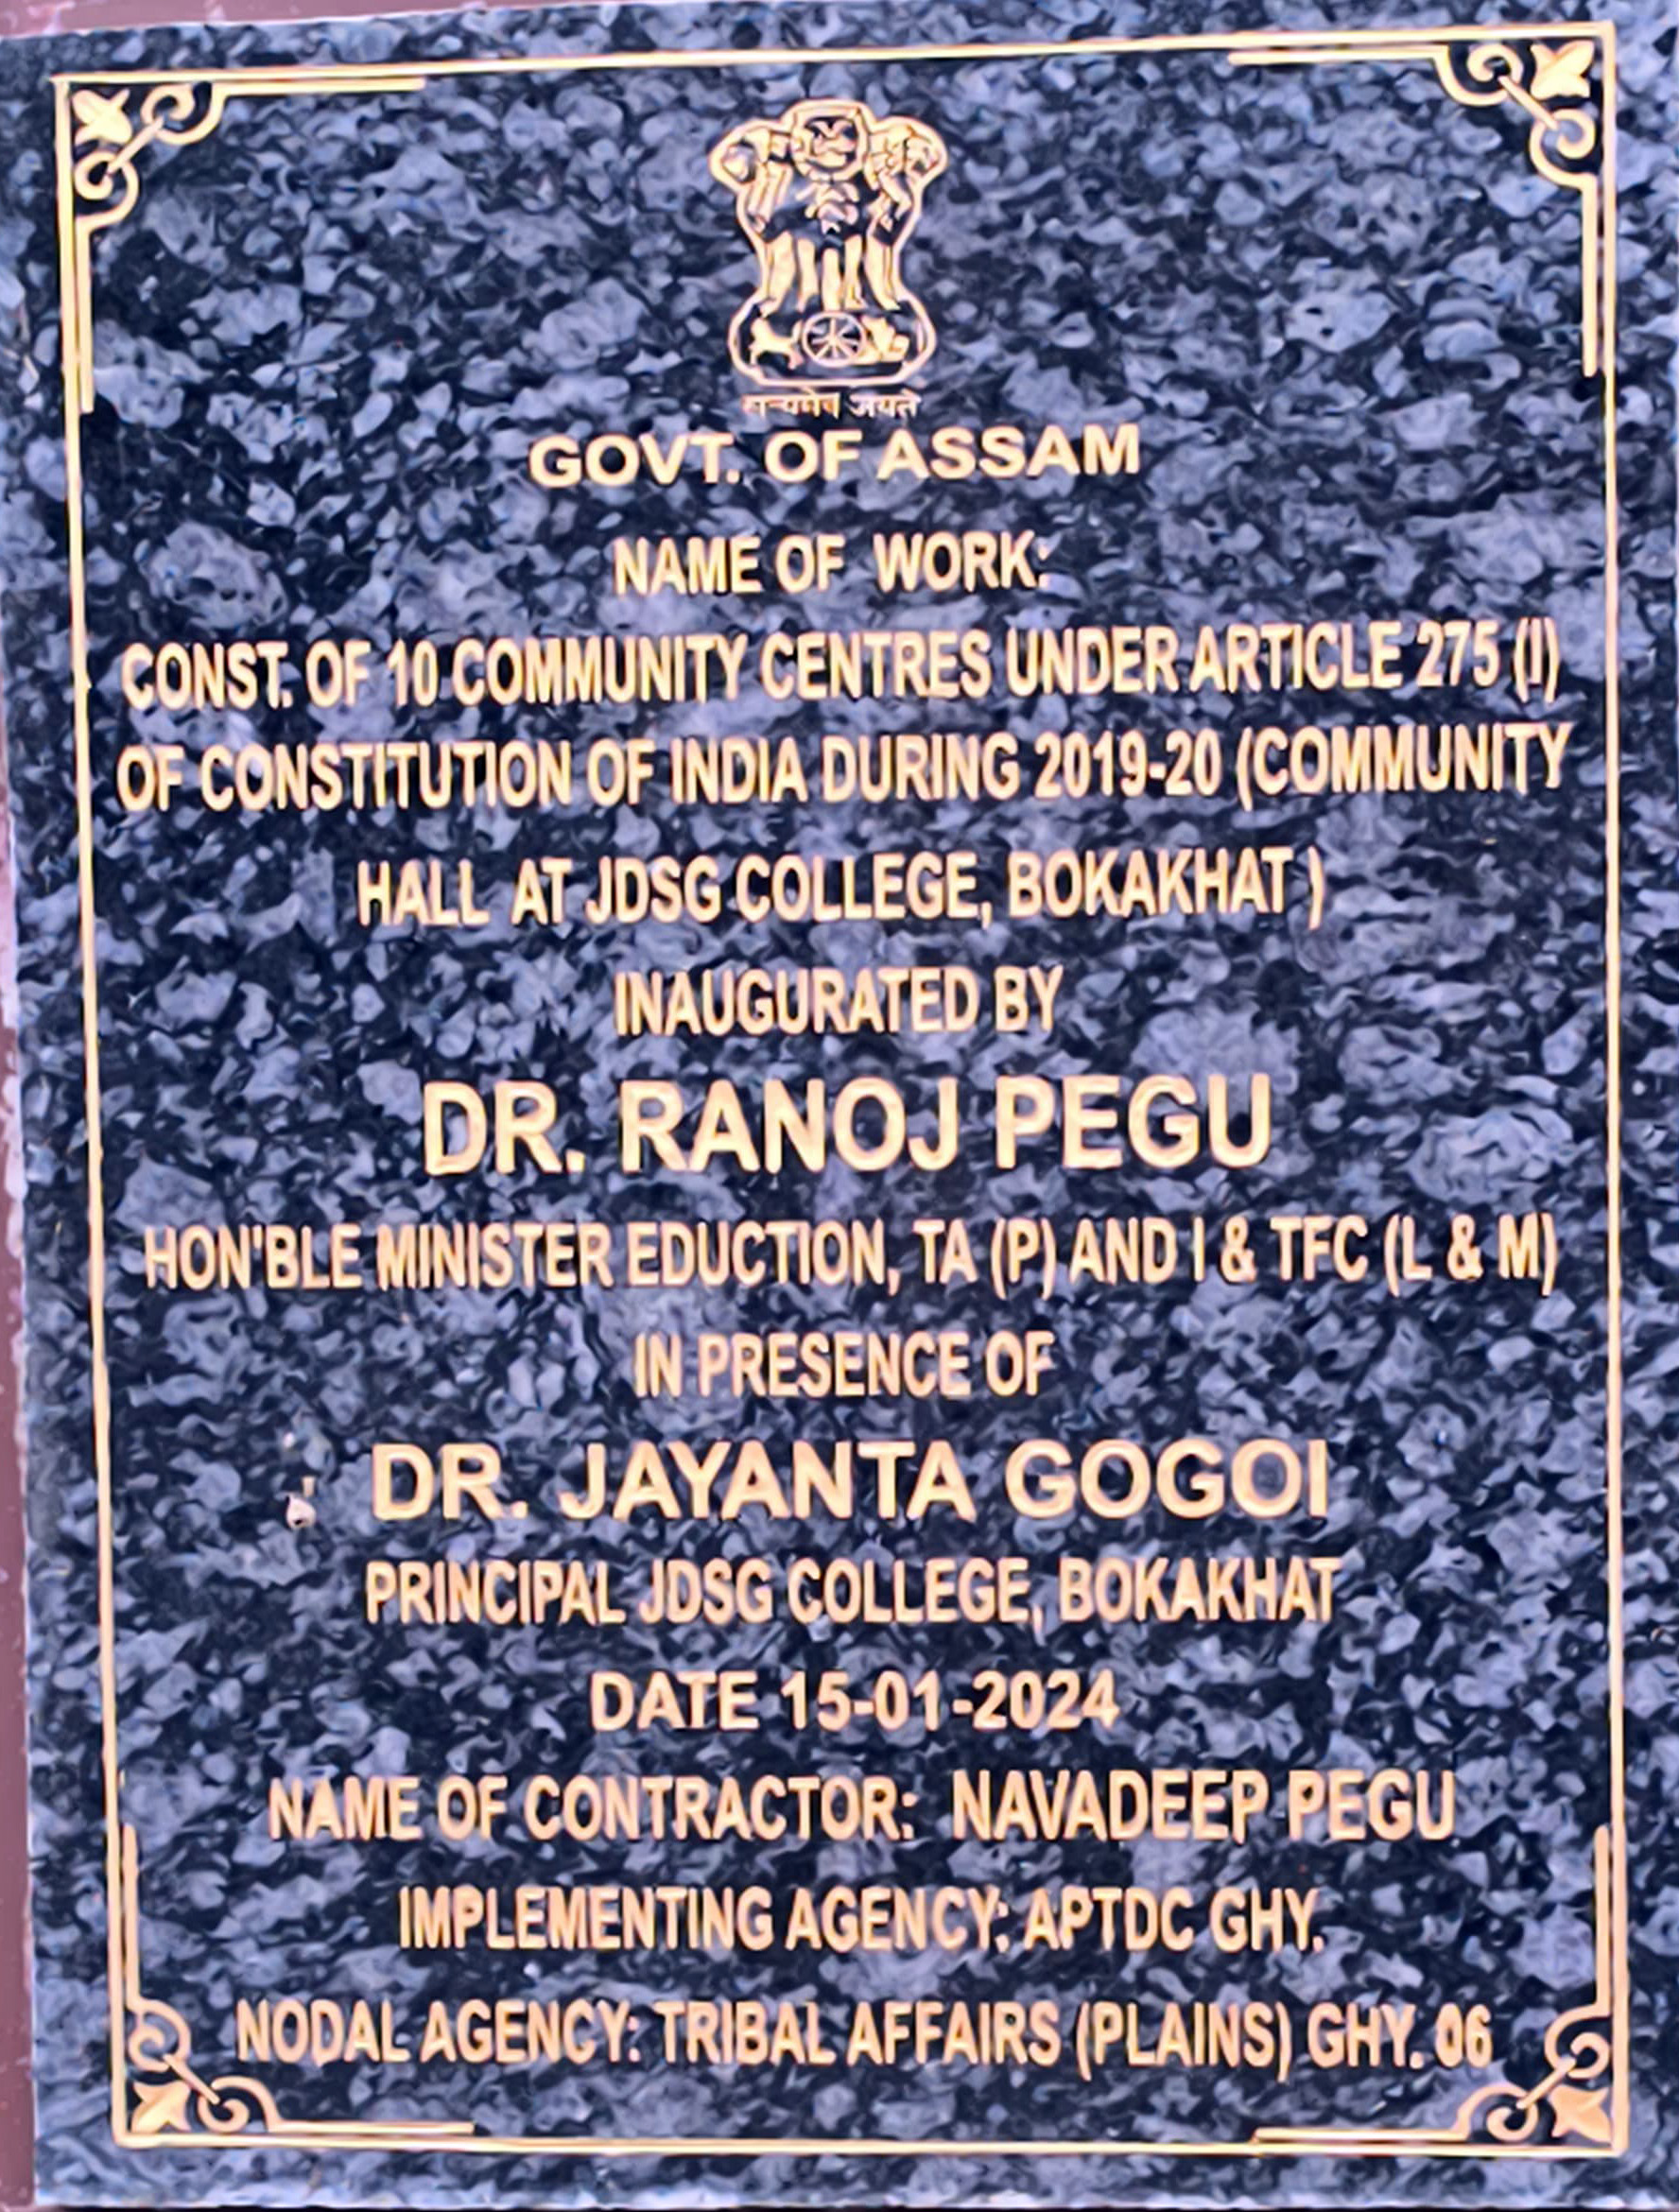 सत्यमेव जयते
GOVT. OF ASSAM
NAME OF WORK:
CONST. OF 10 COMMUNITY CENTRES UNDER ARTICLE 275 (I)
OF CONSTITUTION OF INDIA DURING 2019-20 (COMMUNITY
HALL AT JDSG COLLEGE, BOKAKHAT )
INAUGURATED BY
DR. RANOJ PEGU
HON'BLE MINISTER EDUCTION, TA (P) AND I & TFC (L & M)
IN PRESENCE OF
DR. JAYANTA GOGOI
PRINCIPAL JDSG COLLEGE, BOKAKHAT
DATE 15-01-2024
NAME OF CONTRACTOR: NAVADEEP PEGU
IMPLEMENTING AGENCY: APTDC GHY.
NODAL AGENCY: TRIBAL AFFAIRS (PLAINS) GHY. 06